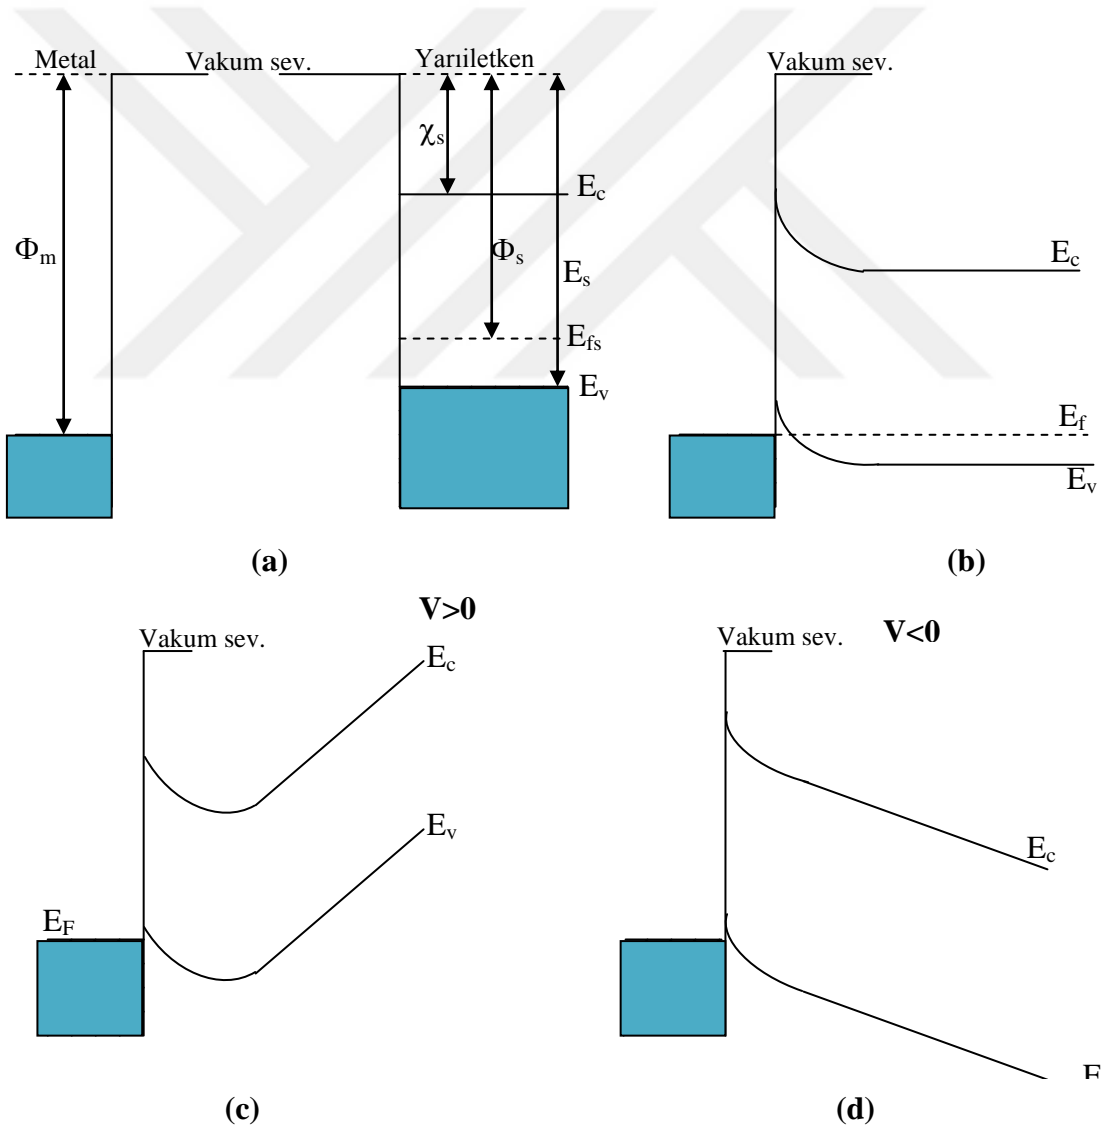 Metal Vakum sev. Yarıiletken
χs
Ec
Φm
Φs
Es
Efs
Ev
(a)
Vakum sev.
Ec
Ef
Ev
(b)
V>0
Vakum sev.
Ec
Ev
EF
(c)
V<0
Vakum sev.
Ec
(d)